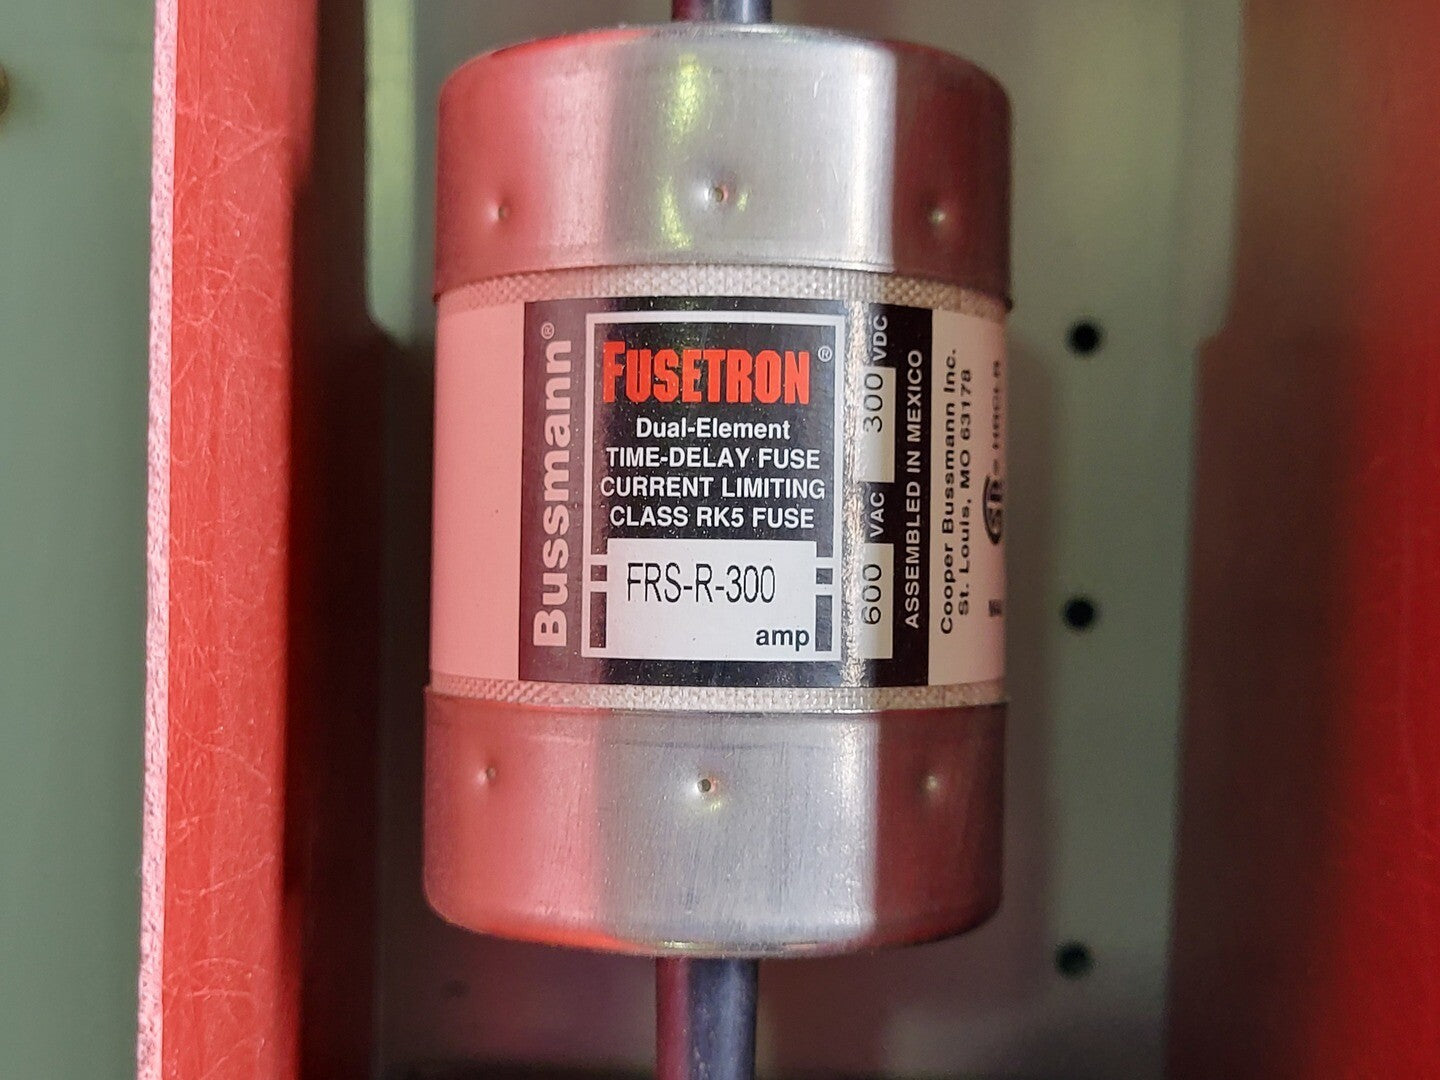 Bussmann®
FUSETRON®
Dual-Element
TIME-DELAY FUSE
CURRENT LIMITING
CLASS RK5 FUSE
FRS-R-300
amp
600 VAC 300 VDC
ASSEMBLED IN MEXICO
Cooper Bussmann Inc.
St. Louis, MO 63178